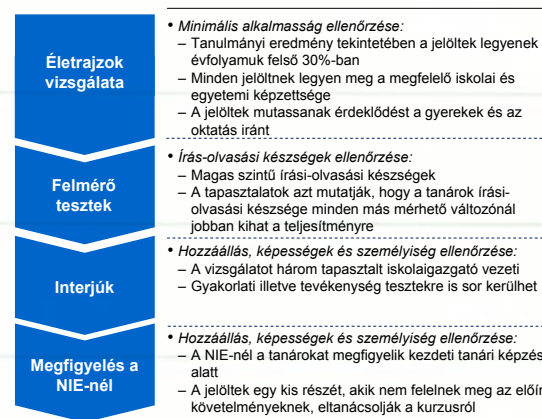 Életrajzok
vizsgálata
• Minimális alkalmasság ellenőrzése:
– Tanulmányi eredmény tekintetében a jelöltek legyenek
évfolyamuk felső 30%-ban
– Minden jelöltnek legyen meg a megfelelő iskolai és
egyetemi képzettsége
– A jelöltek mutassanak érdeklődést a gyerekek és az
oktatás iránt
Felmérő
tesztek
• Írás-olvasási készségek ellenőrzése:
– Magas szintű írási-olvasási készségek
– A tapasztalatok azt mutatják, hogy a tanárok írási-
olvasási készsége minden más mérhető változónál
jobban kihat a teljesítményre
Interjúk
• Hozzáállás, képességek és személyiség ellenőrzése:
– A vizsgálatot három tapasztalt iskolaigazgató vezeti
– Gyakorlati illetve tevékenység tesztekre is sor kerülhet
Megfigyelés a
NIE-nél
• Hozzáállás, képességek és személyiség ellenőrzése:
– A NIE-nél a tanárokat megfigyelik kezdeti tanári képzés
alatt
– A jelöltek egy kis részét, akik nem felelnek meg az
követelményeknek, eltanácsolják a kurzusról